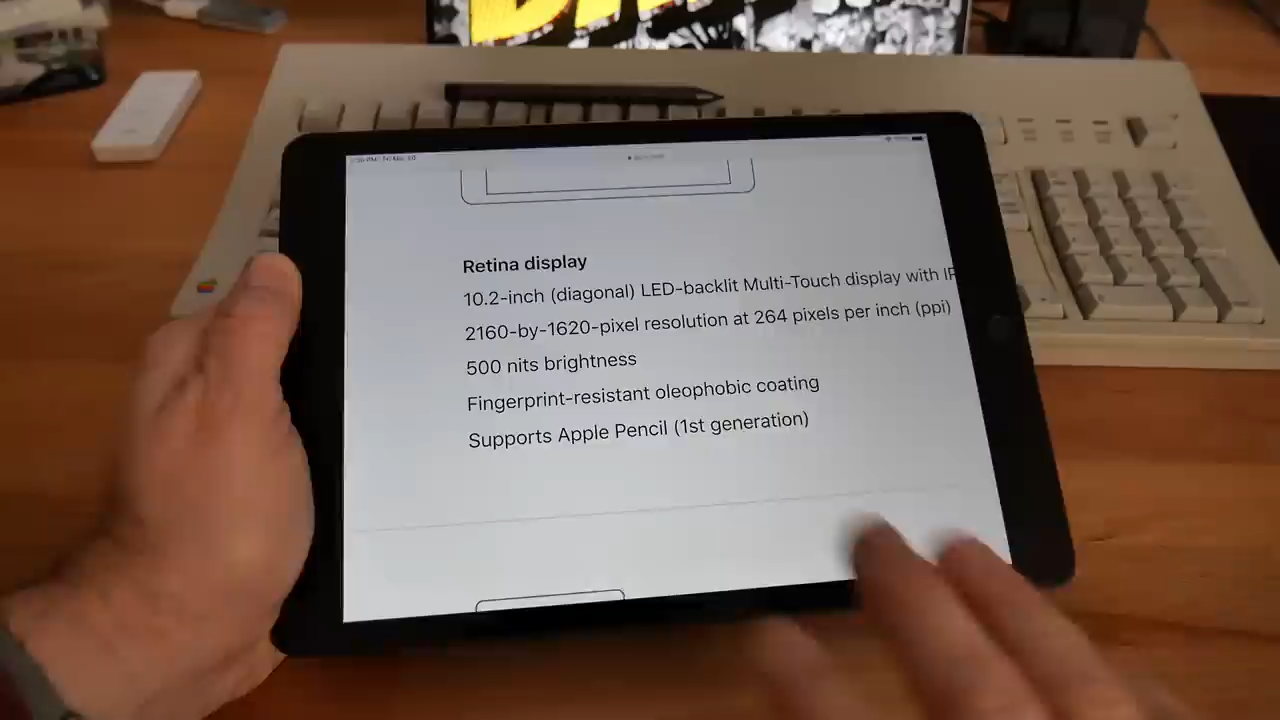 Retina display
10.2-inch (diagonal) LED-backlit Multi-Touch display with IP
2160-by-1620-pixel resolution at 264 pixels per inch (ppi)
500 nits brightness
Fingerprint-resistant oleophobic coating
Supports Apple Pencil (1st generation)